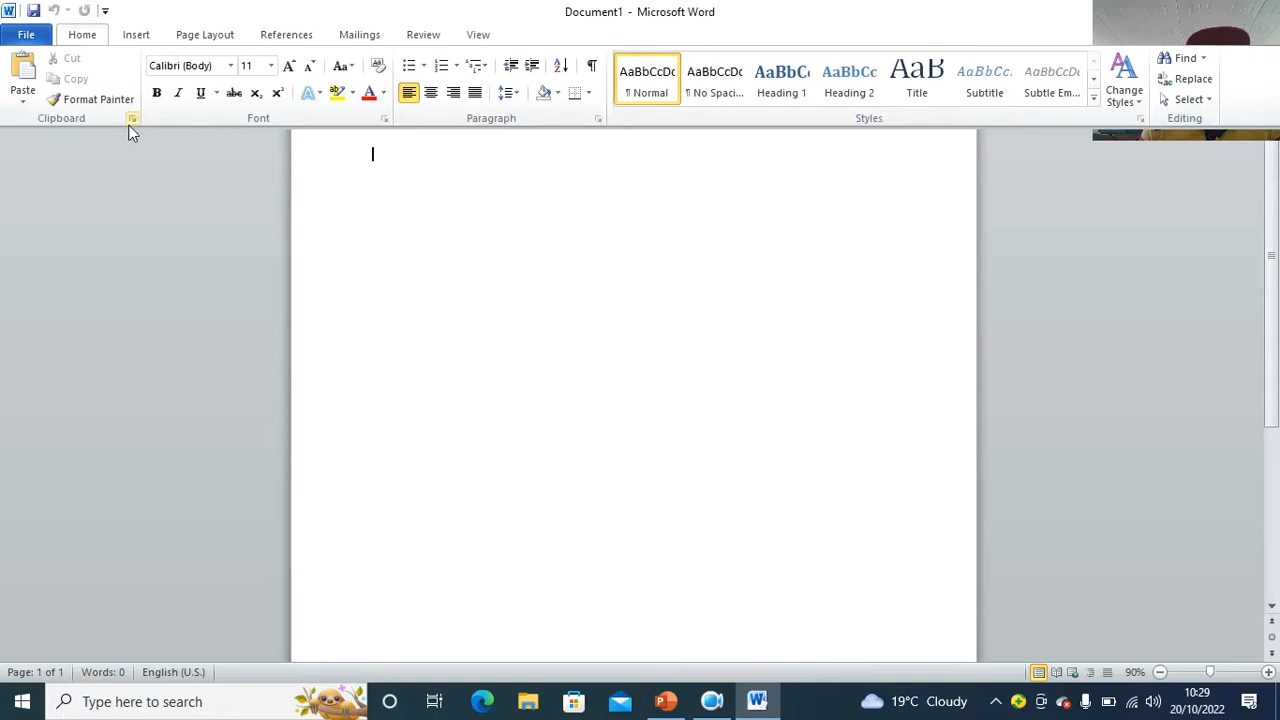 Document1 - Microsoft Word
File Home Insert Page Layout References Mailings Review View
Paste
Cut
Copy
Format Painter
Clipboard
Calibri (Body) 11
Aa
B I U abc X₂ X² A A
Font
Paragraph
AaBbCcDc AaBbCcDc AaBbCc AaBbCc AaB AaBbCc. AaBbCcDc
¶ Normal ¶ No Spaci... Heading 1 Heading 2 Title Subtitle Subtle Em...
Change
Styles
Styles
Find
Replace
Select
Editing
Page: 1 of 1 Words: 0 English (U.S.) 90%
Type here to search
19°C Cloudy
10:29
20/10/2022